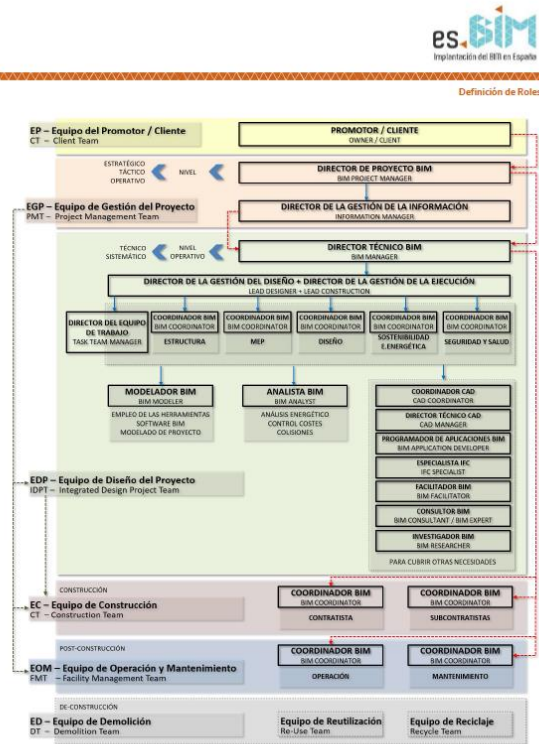 es.BIM
Implantación del BIM en España
Definición de Roles
EP – Equipo del Promotor / Cliente
CT – Client Team
PROMOTOR / CLIENTE
OWNER / CLIENT
ESTRATÉGICO
TÁCTICO
OPERATIVO
NIVEL
DIRECTOR DE PROYECTO BIM
BIM PROJECT MANAGER
EGP – Equipo de Gestión del Proyecto
PMT – Project Management Team
DIRECTOR DE LA GESTIÓN DE LA INFORMACIÓN
INFORMATION MANAGER
TÉCNICO
SISTEMÁTICO
NIVEL
OPERATIVO
DIRECTOR TÉCNICO BIM
BIM MANAGER
DIRECTOR DE LA GESTIÓN DEL DISEÑO + DIRECTOR DE LA GESTIÓN DE LA EJECUCIÓN
LEAD DESIGNER + LEAD CONSTRUCTION
DIRECTOR DEL EQUIPO
DE TRABAJO
TASK TEAM MANAGER
COORDINADOR BIM
BIM COORDINATOR
ESTRUCTURA
COORDINADOR BIM
BIM COORDINATOR
MEP
COORDINADOR BIM
BIM COORDINATOR
DISEÑO
COORDINADOR BIM
BIM COORDINATOR
SOSTENIBILIDAD
E.ENERGÉTICA
COORDINADOR BIM
BIM COORDINATOR
SEGURIDAD Y SALUD
MODELADOR BIM
BIM MODELER
EMPLEO DE LAS HERRAMIENTAS
SOFTWARE BIM
MODELADO DE PROYECTO
ANALISTA BIM
BIM ANALYST
ANÁLISIS ENERGÉTICO
CONTROL COSTES
COLISIONES
COORDINADOR CAD
CAD COORDINATOR
DIRECTOR TÉCNICO CAD
CAD MANAGER
PROGRAMADOR DE APLICACIONES BIM
BIM APPLICATION DEVELOPER
ESPECIALISTA IFC
IFC SPECIALIST
FACILITADOR BIM
BIM FACILITATOR
CONSULTOR BIM
BIM CONSULTANT / BIM EXPERT
INVESTIGADOR BIM
BIM RESEARCHER
PARA CUBRIR OTRAS NECESIDADES
EDP – Equipo de Diseño del Proyecto
IDPT – Integrated Design Project Team
CONSTRUCCIÓN
EC – Equipo de Construcción
CT – Construction Team
COORDINADOR BIM
BIM COORDINATOR
CONTRATISTA
COORDINADOR BIM
BIM COORDINATOR
SUBCONTRATISTAS
POST-CONSTRUCCIÓN
EOM – Equipo de Operación y Mantenimiento
FMT – Facility Management Team
COORDINADOR BIM
BIM COORDINATOR
OPERACIÓN
COORDINADOR BIM
BIM COORDINATOR
MANTENIMIENTO
DE-CONSTRUCCIÓN
ED – Equipo de Demolición
DT – Demolition Team
Equipo de Reutilización
Re-Use Team
Equipo de Reciclaje
Recycle Team